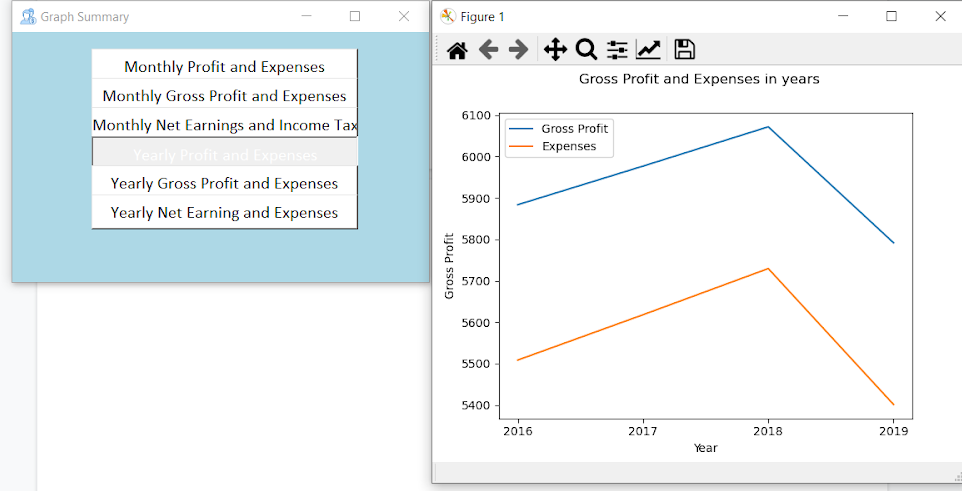 Graph Summary
Monthly Profit and Expenses
Monthly Gross Profit and Expenses
Monthly Net Earnings and Income Tax
Yearly Profit and Expenses
Yearly Gross Profit and Expenses
Yearly Net Earning and Expenses
Figure 1
Gross Profit and Expenses in years
Gross Profit
Expenses
6100
6000
5900
5800
5700
5600
5500
5400
Gross Profit
2016 2017 2018 2019
Year